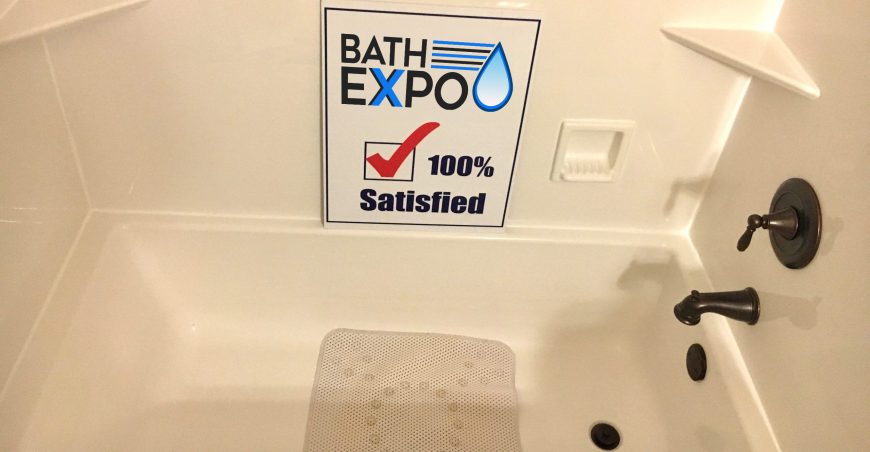 BATH
EXPO
100%
Satisfied